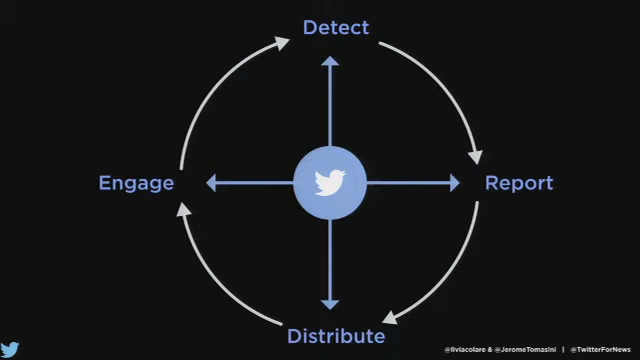 Detect
Engage
Report
Distribute
@liviacolare & @JeromeTomasini | @TwitterForNews